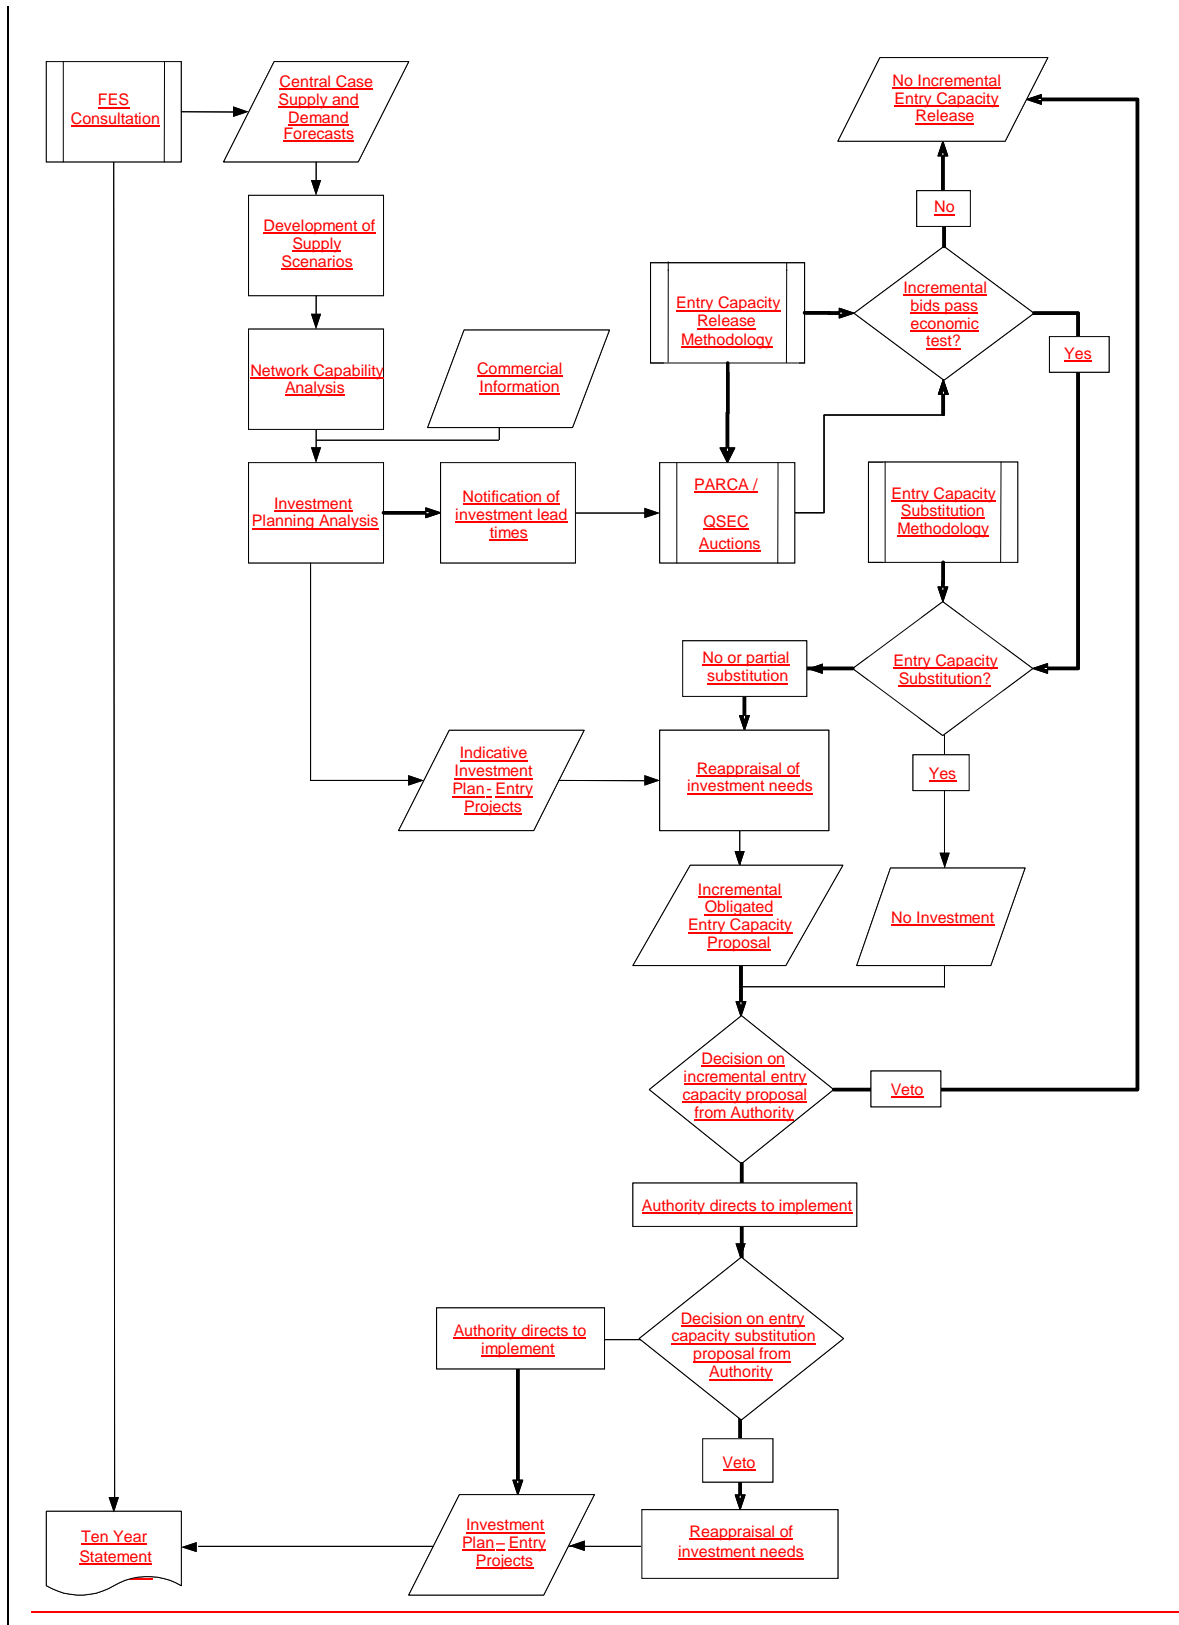 FES
Consultation
Central Case
Supply and
Demand
Forecasts
No Incremental
Entry Capacity
Release
Development of
Supply
Scenarios
No
Entry Capacity
Release
Methodology
Incremental
bids pass
economic
test?
Yes
Network Capability
Analysis
Commercial
Information
Investment
Planning Analysis
Notification of
investment lead
times
PARCA /
QSEC
Auctions
Entry Capacity
Substitution
Methodology
No or partial
substitution
Entry Capacity
Substitution?
Indicative
Investment
Plan - Entry
Projects
Reappraisal of
investment needs
Yes
Incremental
Obligated
Entry Capacity
Proposal
No Investment
Decision on
incremental entry
capacity proposal
from Authority
Veto
Authority directs to implement
Authority directs to
implement
Decision on entry
capacity substitution
proposal from
Authority
Veto
Ten Year
Statement
Investment
Plan – Entry
Projects
Reappraisal of
investment needs